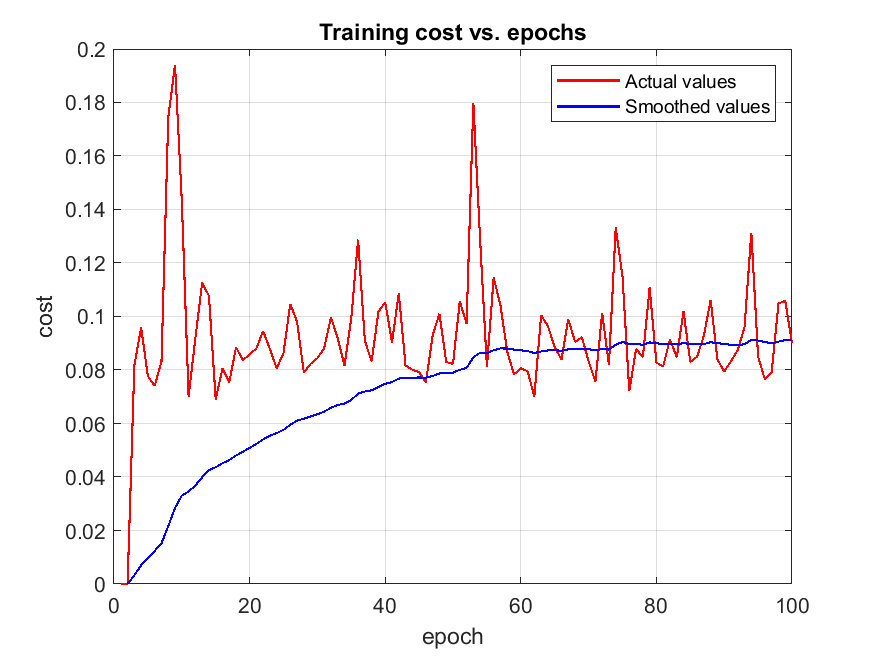 Training cost vs. epochs
Actual values
Smoothed values
cost
0.2
0.18
0.16
0.14
0.12
0.1
0.08
0.06
0.04
0.02
0
0 20 40 60 80 100
epoch